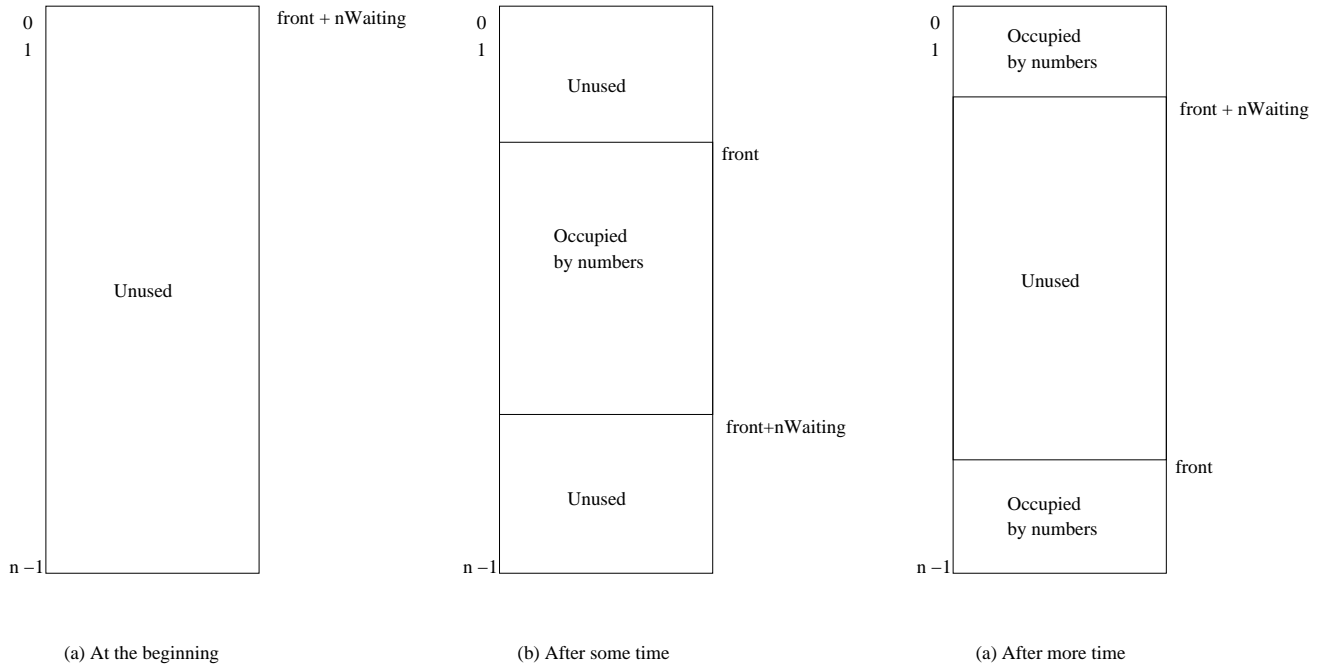 0
1
n −1
front + nWaiting
Unused
(a) At the beginning
0
1
n −1
Unused
front
Occupied
by numbers
front+nWaiting
Unused
(b) After some time
0
1
n −1
Occupied
by numbers
front + nWaiting
Unused
front
Occupied
by numbers
(a) After more time